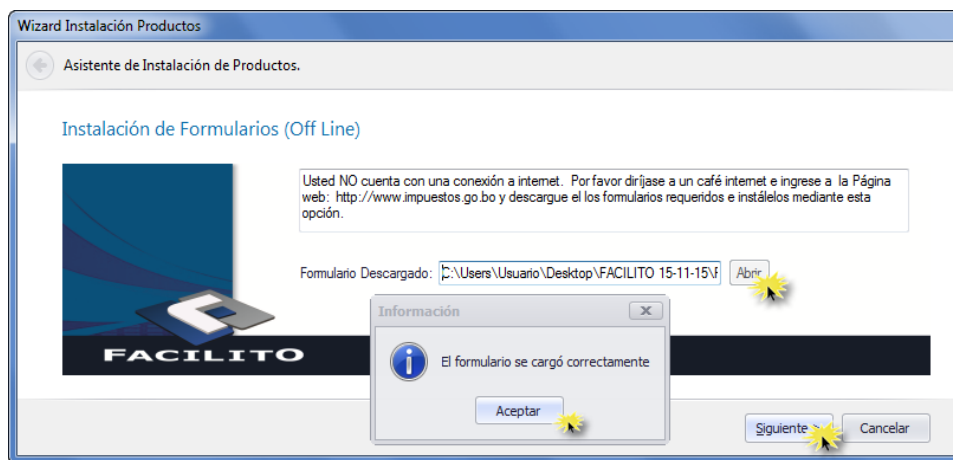 Wizard Instalación Productos
Asistente de Instalación de Productos.
Instalación de Formularios (Off Line)
Usted NO cuenta con una conexión a internet. Por favor diríjase a un café internet e ingrese a la Página
web: http://www.impuestos.go.bo y descargue el los formularios requeridos e instálelos mediante esta
opción.
Formulario Descargado: C:\Users\Usuario\Desktop\FACILITO 15-11-15\F Abrir
Información
El formulario se cargó correctamente
FACILITO
Aceptar
Siguiente > Cancelar